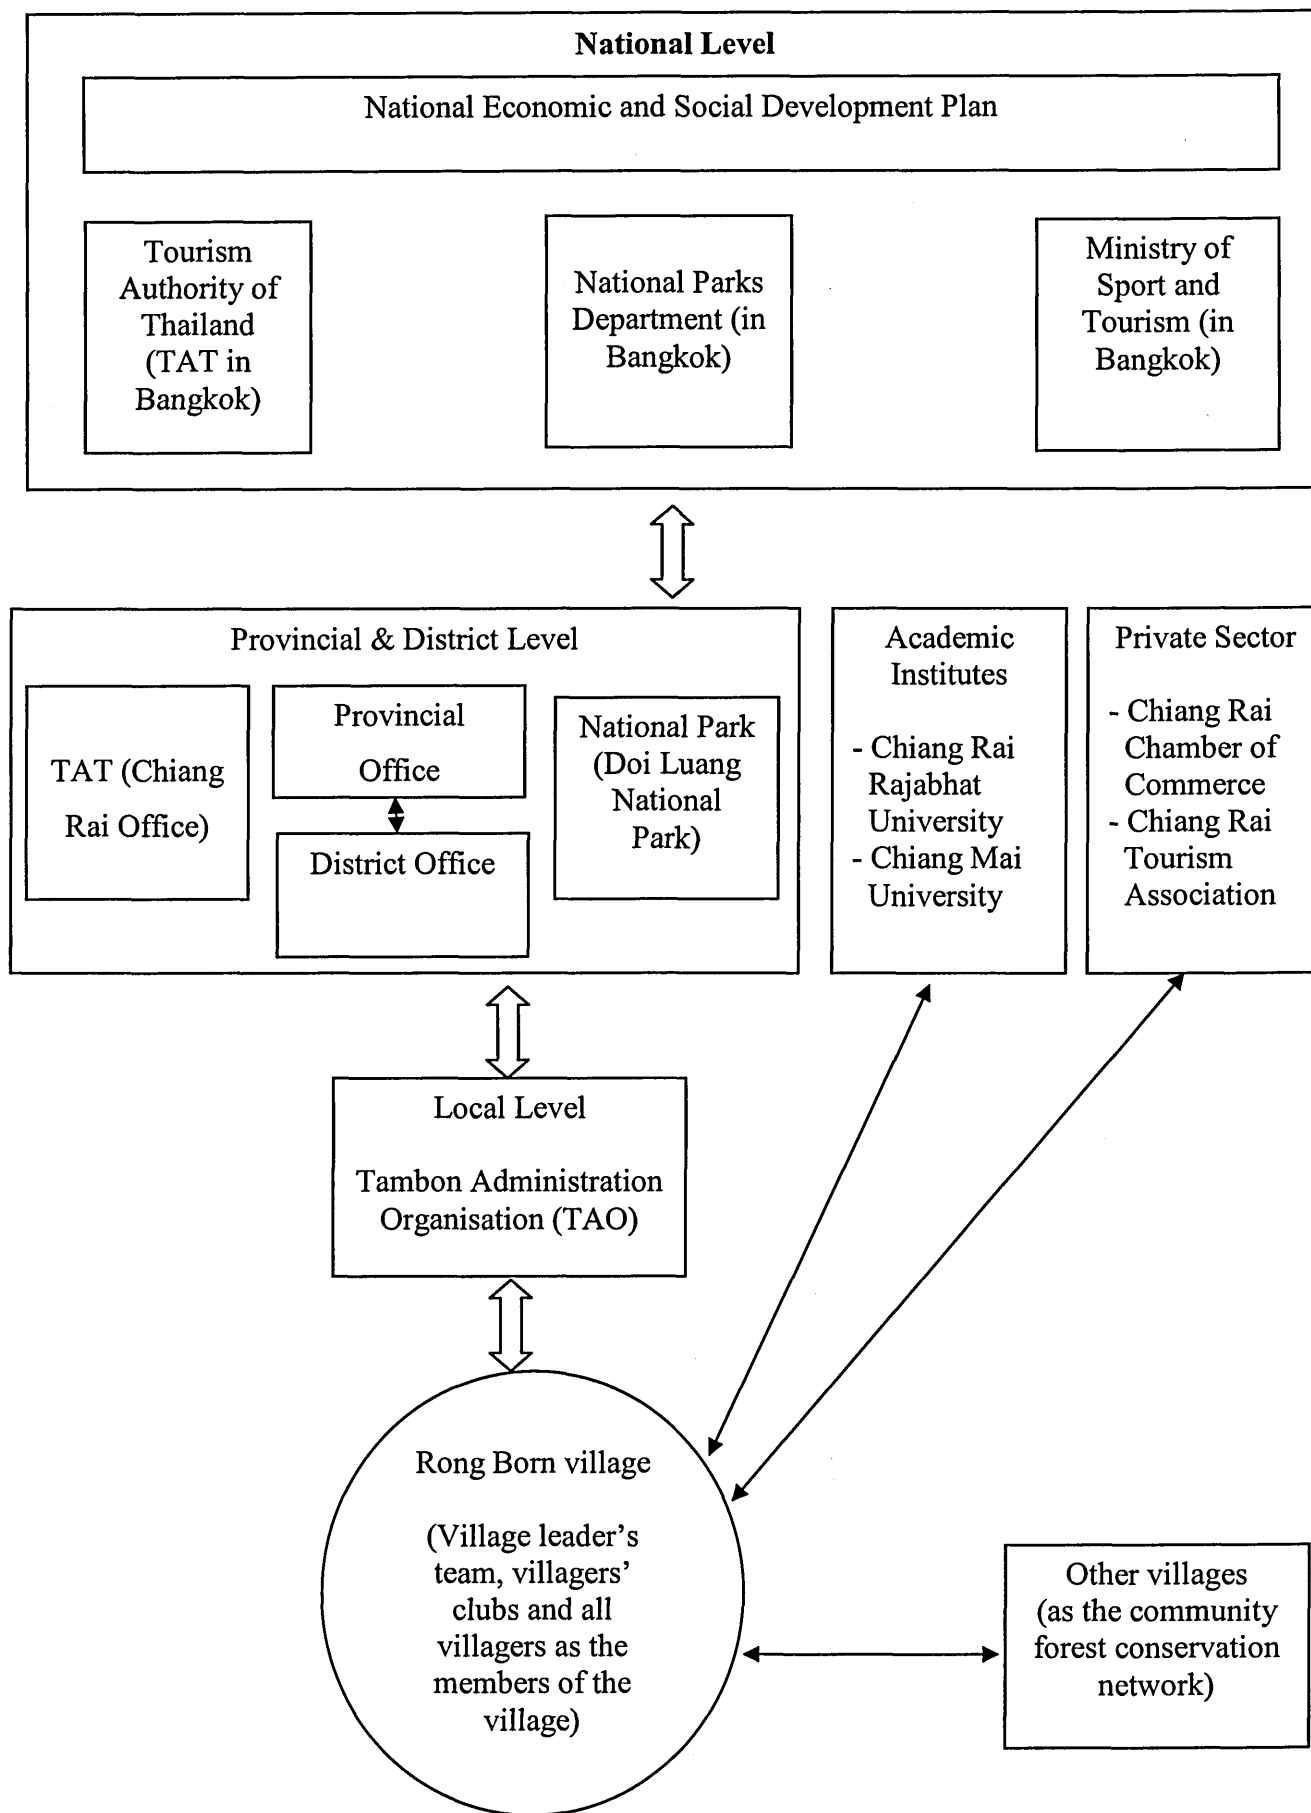 National Level
National Economic and Social Development Plan
Tourism
Authority of
Thailand
(TAT in
Bangkok)
National Parks
Department (in
Bangkok)
Ministry of
Sport and
Tourism (in
Bangkok)
Provincial & District Level
TAT (Chiang
Rai Office)
Provincial
Office
District Office
National Park
(Doi Luang
National
Park)
Academic
Institutes
- Chiang Rai
Rajabhat
University
- Chiang Mai
University
Private Sector
- Chiang Rai
Chamber of
Commerce
- Chiang Rai
Tourism
Association
Local Level
Tambon Administration
Organisation (TAO)
Rong Born village
(Village leader’s
team, villagers’
clubs and all
villagers as the
members of the
village)
Other villages
(as the community
forest conservation
network)